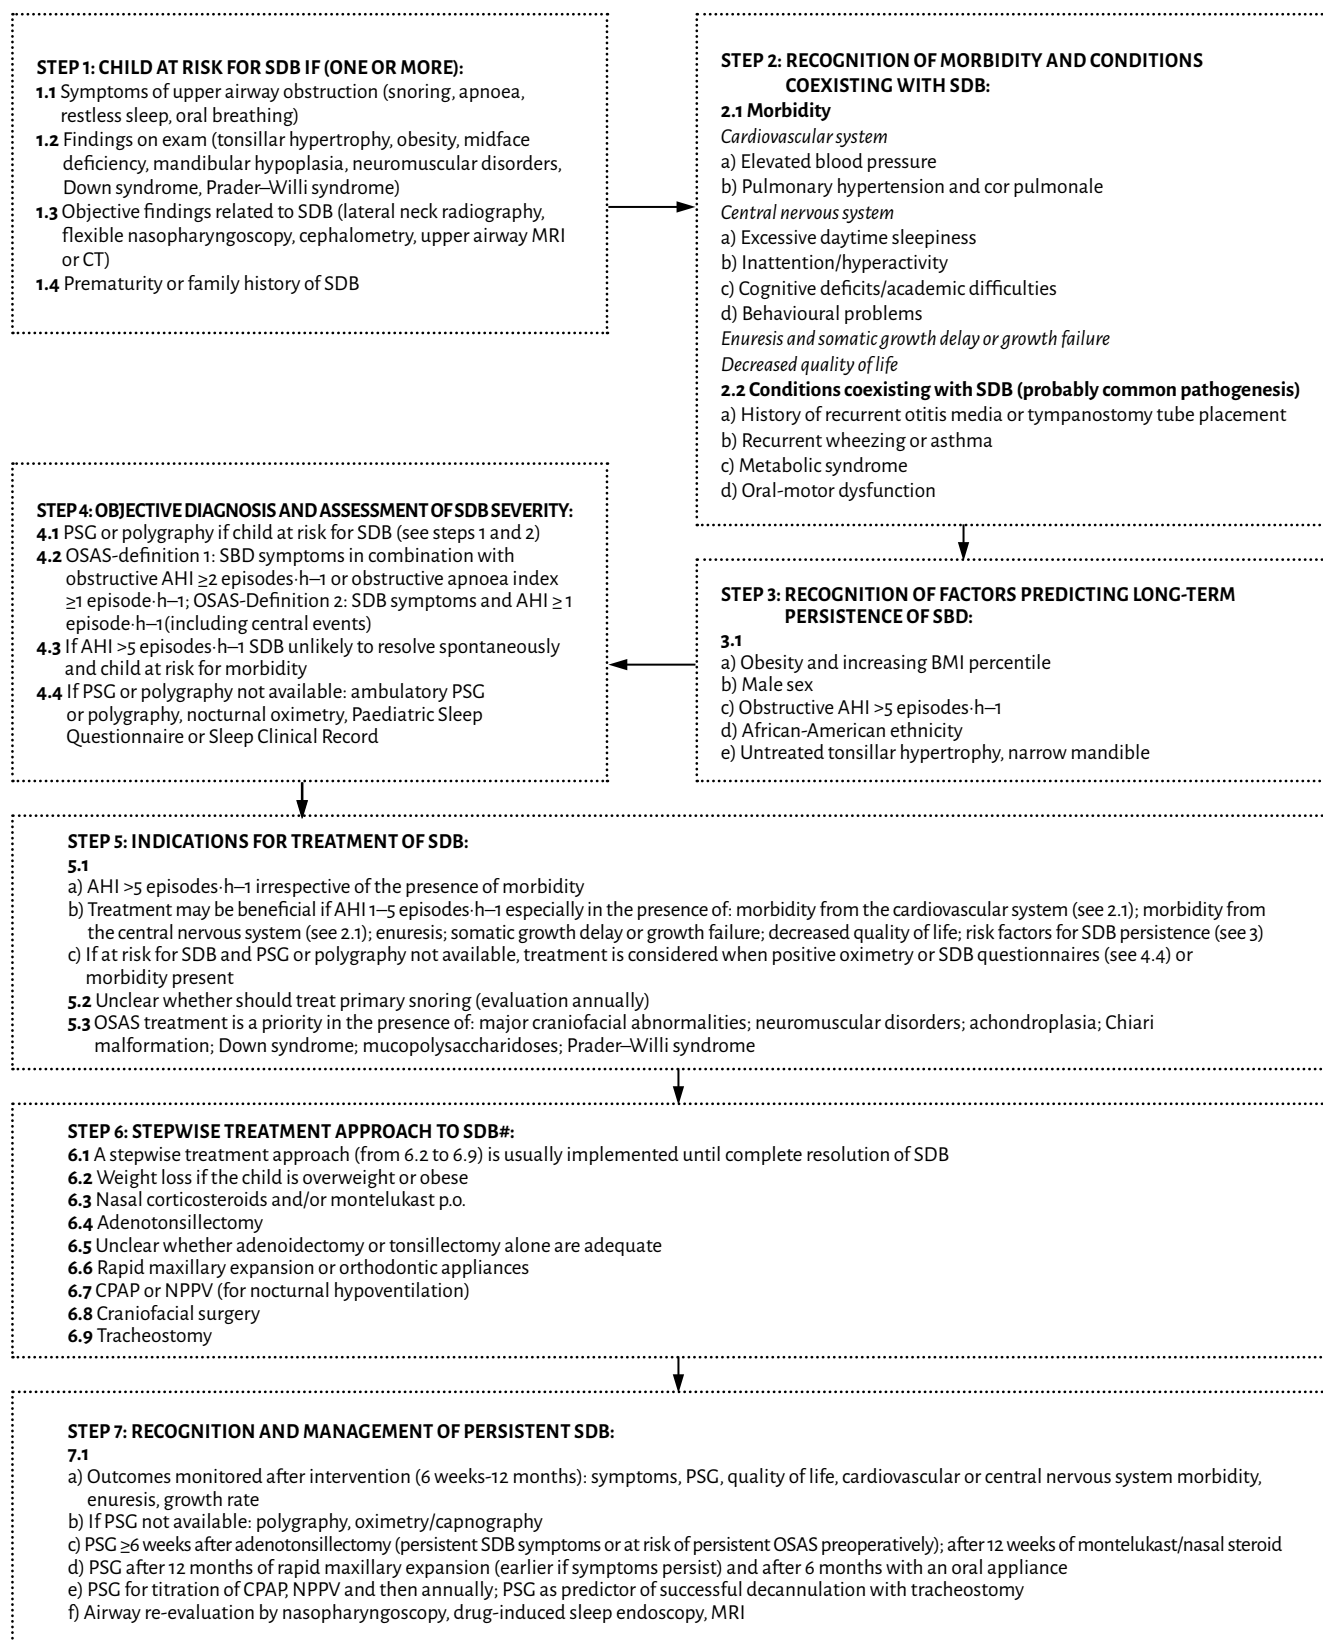 STEP 1: CHILD AT RISK FOR SDB IF (ONE OR MORE):
1.1 Symptoms of upper airway obstruction (snoring, apnoea,
restless sleep, oral breathing)
1.2 Findings on exam (tonsillar hypertrophy, obesity, midface
deficiency, mandibular hypoplasia, neuromuscular disorders,
Down syndrome, Prader–Willi syndrome)
1.3 Objective findings related to SDB (lateral neck radiography,
flexible nasopharyngoscopy, cephalometry, upper airway MRI
or CT)
1.4 Prematurity or family history of SDB
STEP 2: RECOGNITION OF MORBIDITY AND CONDITIONS
COEXISTING WITH SDB:
2.1 Morbidity
Cardiovascular system
a) Elevated blood pressure
b) Pulmonary hypertension and cor pulmonale
Central nervous system
a) Excessive daytime sleepiness
b) Inattention/hyperactivity
c) Cognitive deficits/academic difficulties
d) Behavioural problems
Enuresis and somatic growth delay or growth failure
Decreased quality of life
2.2 Conditions coexisting with SDB (probably common pathogenesis)
a) History of recurrent otitis media or tympanostomy tube placement
b) Recurrent wheezing or asthma
c) Metabolic syndrome
d) Oral-motor dysfunction
STEP 3: RECOGNITION OF FACTORS PREDICTING LONG-TERM
PERSISTENCE OF SBD:
3.1
a) Obesity and increasing BMI percentile
b) Male sex
c) Obstructive AHI >5 episodes·h–1
d) African-American ethnicity
e) Untreated tonsillar hypertrophy, narrow mandible
STEP 4: OBJECTIVE DIAGNOSIS AND ASSESSMENT OF SDB SEVERITY:
4.1 PSG or polygraphy if child at risk for SDB (see steps 1 and 2)
4.2 OSAS-definition 1: SBD symptoms in combination with
obstructive AHI ≥2 episodes·h–1 or obstructive apnoea index
≥1 episode·h–1; OSAS-Definition 2: SDB symptoms and AHI ≥ 1
episode·h–1(including central events)
4.3 If AHI >5 episodes·h–1 SDB unlikely to resolve spontaneously
and child at risk for morbidity
4.4 If PSG or polygraphy not available: ambulatory PSG
or polygraphy, nocturnal oximetry, Paediatric Sleep
Questionnaire or Sleep Clinical Record
STEP 5: INDICATIONS FOR TREATMENT OF SDB:
5.1
a) AHI >5 episodes·h–1 irrespective of the presence of morbidity
b) Treatment may be beneficial if AHI 1–5 episodes·h–1 especially in the presence of: morbidity from the cardiovascular system (see 2.1); morbidity from
the central nervous system (see 2.1); enuresis; somatic growth delay or growth failure; decreased quality of life; risk factors for SDB persistence (see 3)
c) If at risk for SDB and PSG or polygraphy not available, treatment is considered when positive oximetry or SDB questionnaires (see 4.4) or
morbidity present
5.2 Unclear whether should treat primary snoring (evaluation annually)
5.3 OSAS treatment is a priority in the presence of: major craniofacial abnormalities; neuromuscular disorders; achondroplasia; Chiari
malformation; Down syndrome; mucopolysaccharidoses; Prader–Willi syndrome
STEP 6: STEPWISE TREATMENT APPROACH TO SDB#:
6.1 A stepwise treatment approach (from 6.2 to 6.9) is usually implemented until complete resolution of SDB
6.2 Weight loss if the child is overweight or obese
6.3 Nasal corticosteroids and/or montelukast p.o.
6.4 Adenotonsillectomy
6.5 Unclear whether adenoidectomy or tonsillectomy alone are adequate
6.6 Rapid maxillary expansion or orthodontic appliances
6.7 CPAP or NPPV (for nocturnal hypoventilation)
6.8 Craniofacial surgery
6.9 Tracheostomy
STEP 7: RECOGNITION AND MANAGEMENT OF PERSISTENT SDB:
7.1
a) Outcomes monitored after intervention (6 weeks-12 months): symptoms, PSG, quality of life, cardiovascular or central nervous system morbidity,
enuresis, growth rate
b) If PSG not available: polygraphy, oximetry/capnography
c) PSG ≥6 weeks after adenotonsillectomy (persistent SDB symptoms or at risk of persistent OSAS preoperatively); after 12 weeks of montelukast/nasal steroid
d) PSG after 12 months of rapid maxillary expansion (earlier if symptoms persist) and after 6 months with an oral appliance
e) PSG for titration of CPAP, NPPV and then annually; PSG as predictor of successful decannulation with tracheostomy
f) Airway re-evaluation by nasopharyngoscopy, drug-induced sleep endoscopy, MRI